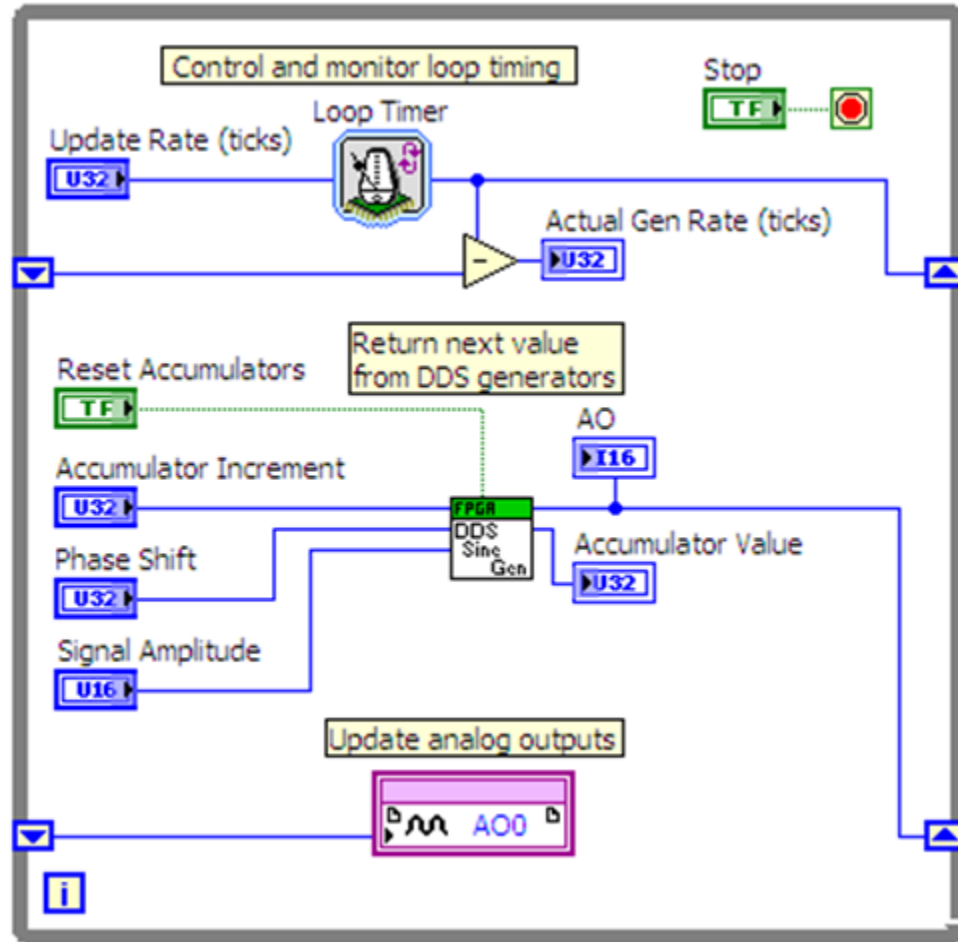 Control and monitor loop timing
Stop
TF
Loop Timer
Update Rate (ticks)
U32
Actual Gen Rate (ticks)
U32
-
Return next value
from DDS generators
Reset Accumulators
TF
AO
I16
Accumulator Increment
U32
FPGA
DDS
Sine
Gen
Phase Shift
U32
Accumulator Value
U32
Signal Amplitude
U16
Update analog outputs
AO0
i